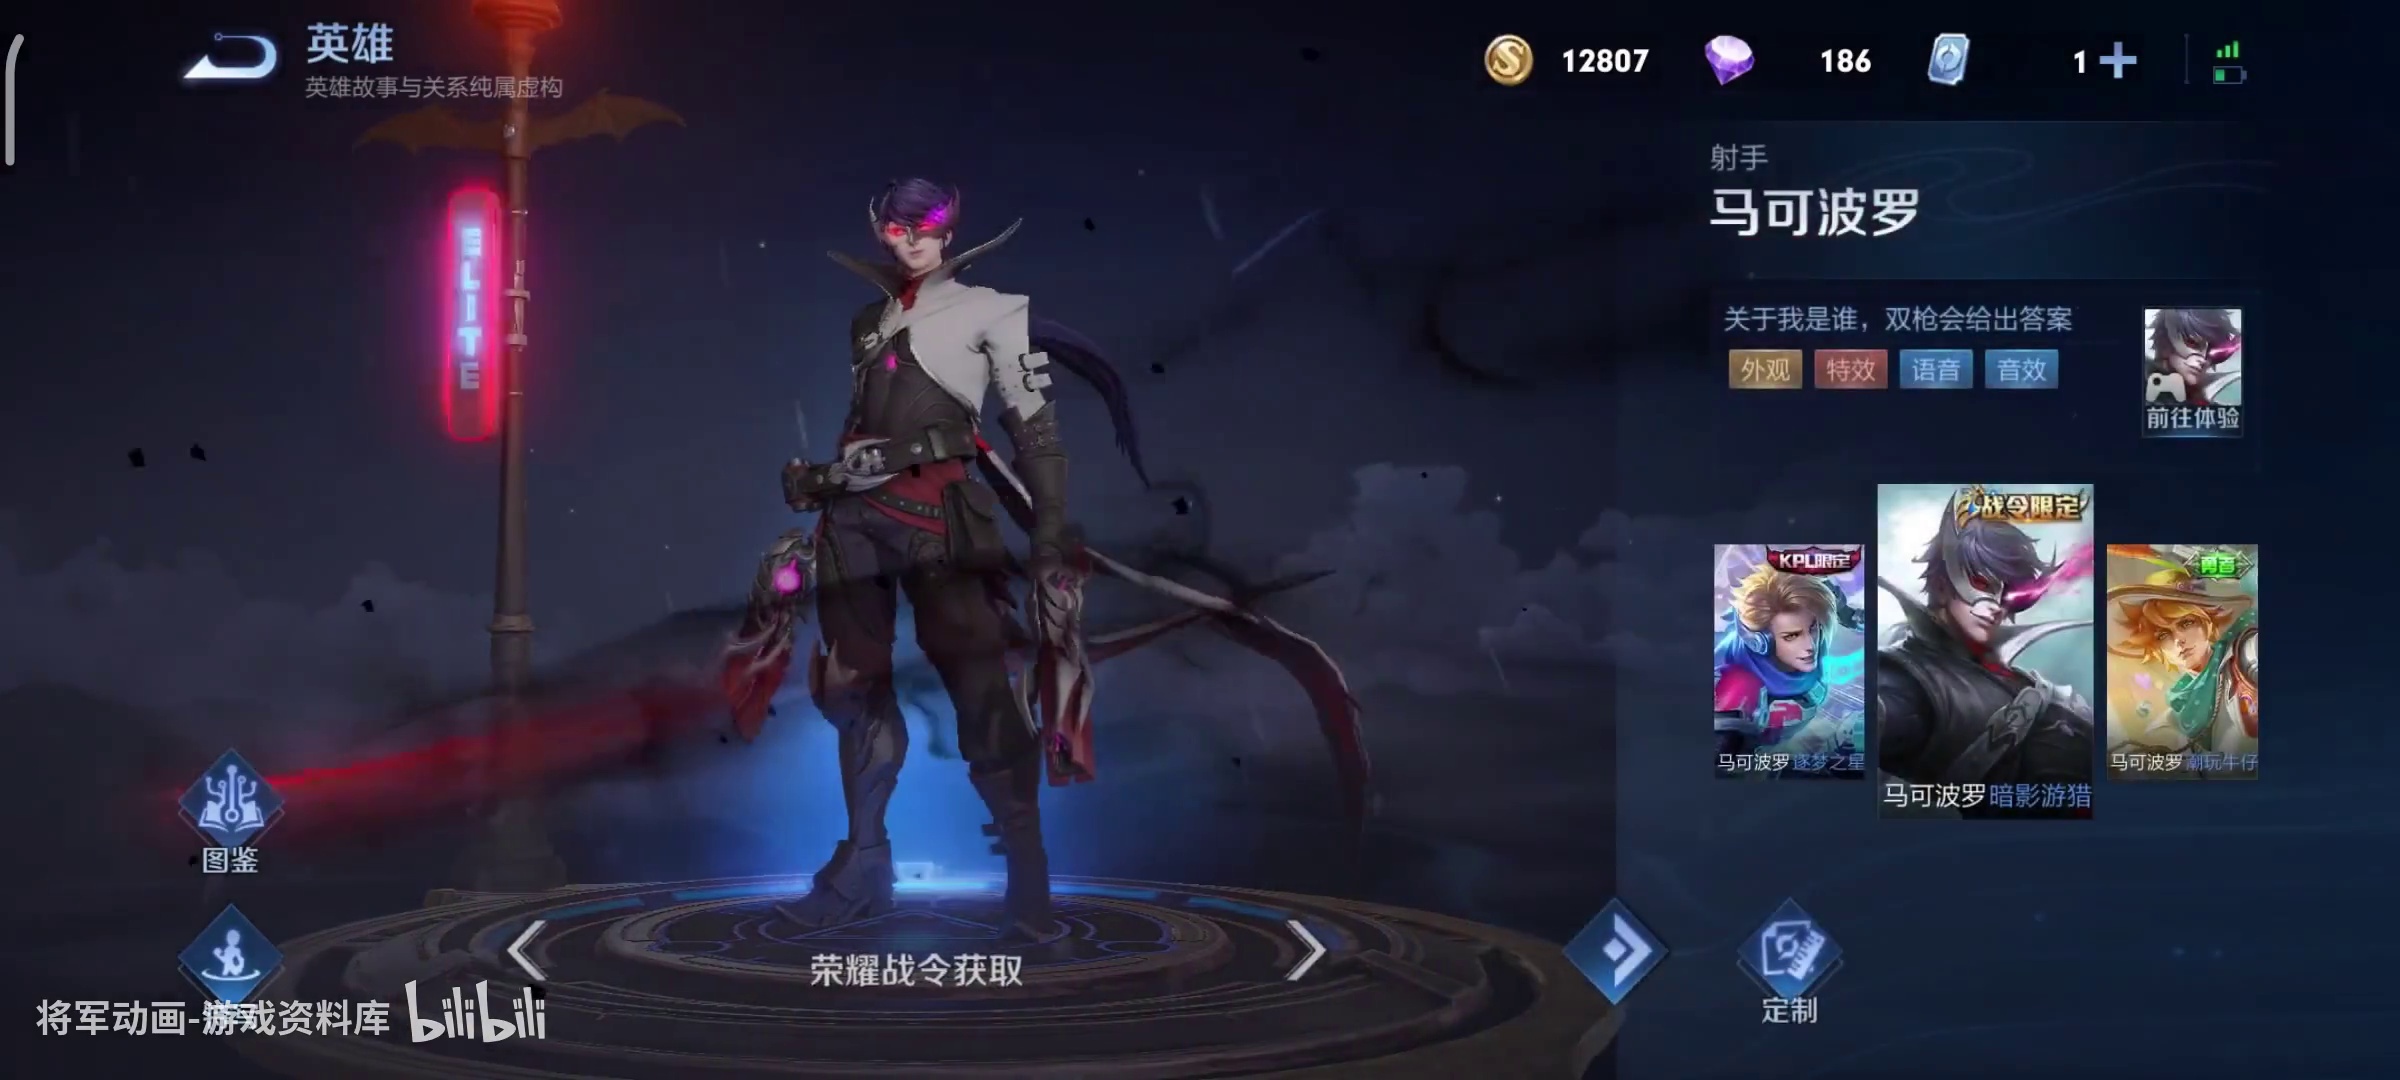 英雄
英雄故事与关系纯属虚构
12807
186
1
ELITE
射手
马可波罗
关于我是谁，双枪会给出答案
外观 特效 语音 音效
前往体验
KPL限定
战令限定
勇者
马可波罗逐梦之星
马可波罗暗影游猎
马可波罗潮玩牛仔
图鉴
荣耀战令获取
定制
将军动画-游戏资料库 bilibili